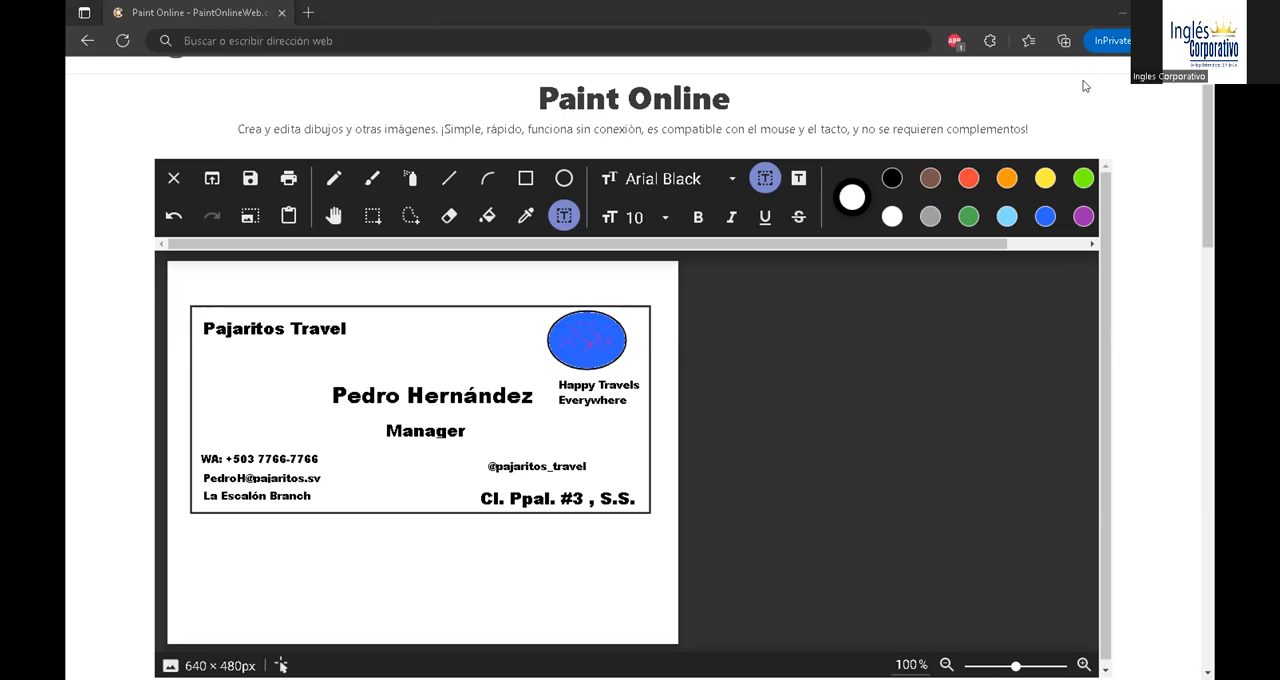 Paint Online - PaintOnlineWeb.c
Buscar o escribir dirección web
ABP
1
InPrivate
Inglés
Corporativo
Ingles Corporativo
Paint Online
Crea y edita dibujos y otras imágenes. ¡Simple, rápido, funciona sin conexión, es compatible con el mouse y el tacto, y no se requieren complementos!
Arial Black
10
B I U S
Pajaritos Travel
Happy Travels
Everywhere
Pedro Hernández
Manager
WA: +503 7766-7766
PedroH@pajaritos.sv
La Escalón Branch
@pajaritos_travel
Cl. Ppal. #3 , S.S.
640 × 480px
100%